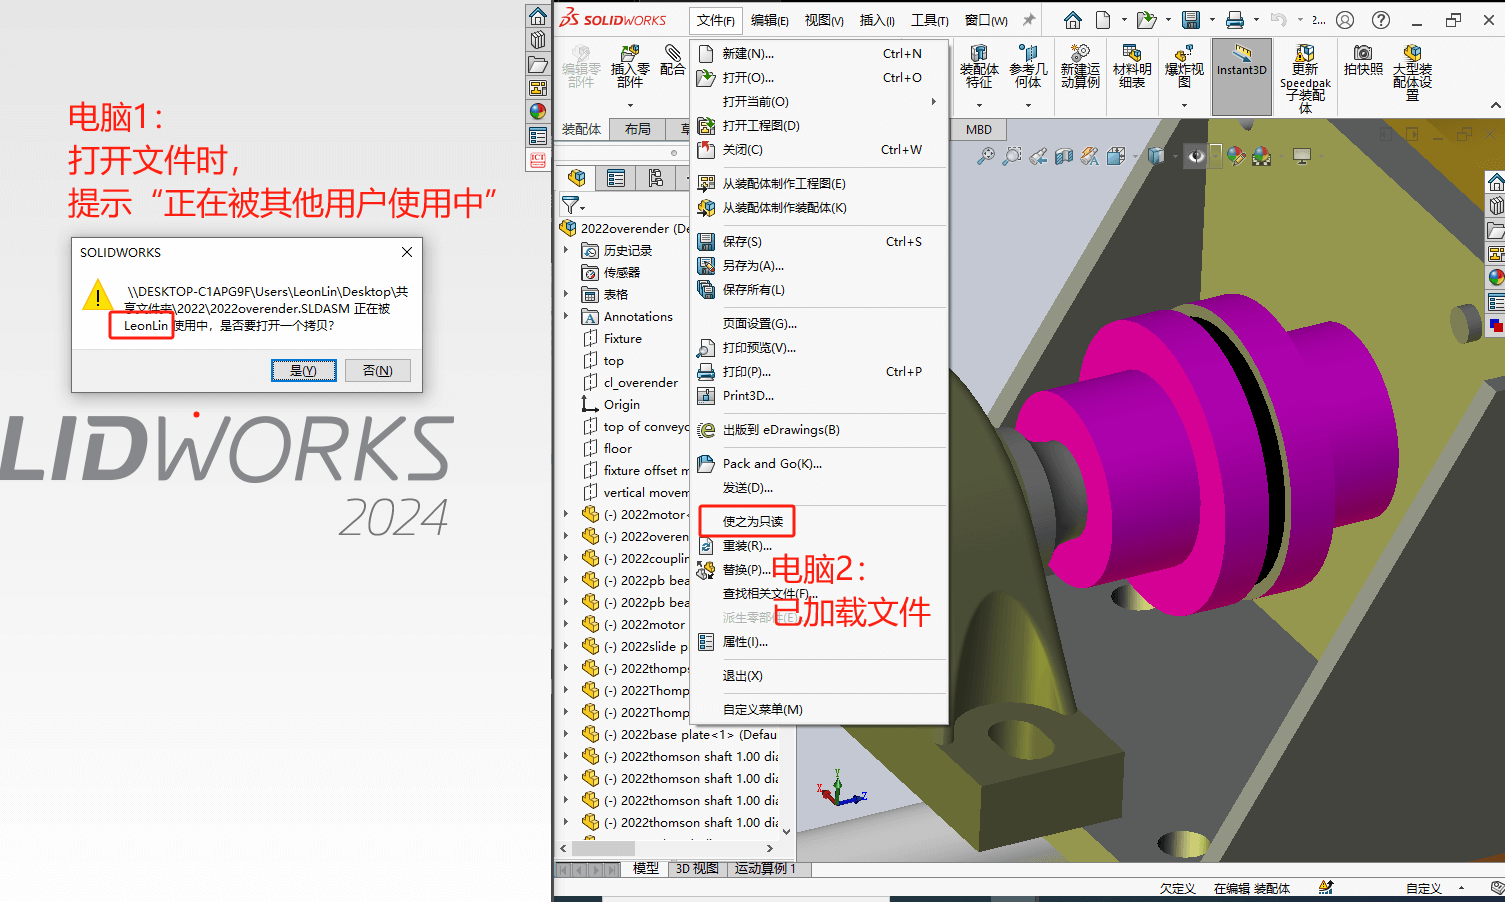 电脑1：
打开文件时，
提示“正在被其他用户使用中”
SOLIDWORKS
\\DESKTOP-C1APG9F\Users\LeonLin\Desktop\共
享文件夹\2022\2022overender.SLDASM 正在被
LeonLin 使用中，是否要打开一个拷贝？
是(Y)
否(N)
LIDWORKS
2024
SOLIDWORKS
文件(F)
编辑(E)
视图(V)
插入(I)
工具(T)
窗口(W)
2...
编辑零
部件
插入零
部件
配合
装配体
特征
参考几
何体
新建运
动算例
材料明
细表
爆炸视
图
Instant3D
更新
Speedpak
子装配
体
拍快照
大型装
配体设
置
装配体
布局
MBD
ICT
2022overender (De
历史记录
传感器
表格
Annotations
Fixture
top
cl_overender
Origin
top of conveyo
floor
fixture offset m
vertical movem
(-) 2022motor<
(-) 2022overen
(-) 2022couplin
(-) 2022pb bea
(-) 2022pb bea
(-) 2022motor
(-) 2022slide p
(-) 2022thomps
(-) 2022Thomp
(-) 2022Thomp
(-) 2022base plate<1> (Defau
(-) 2022thomson shaft 1.00 dia
(-) 2022thomson shaft 1.00 dia
(-) 2022thomson shaft 1.00 dia
(-) 2022thomson shaft 1.00 dia
新建(N)... Ctrl+N
打开(O)... Ctrl+O
打开当前(O)
打开工程图(D)
关闭(C) Ctrl+W
从装配体制作工程图(E)
从装配体制作装配体(K)
保存(S) Ctrl+S
另存为(A)...
保存所有(L)
页面设置(G)...
打印预览(V)...
打印(P)... Ctrl+P
Print3D...
出版到 eDrawings(B)
Pack and Go(K)...
发送(D)...
使之为只读
重装(R)...
替换(P)...
查找相关文件(F)...
派生零部件(E)
属性(I)...
退出(X)
自定义菜单(M)
电脑2：
已加载文件
Y
X
Z
模型
3D 视图
运动算例 1
欠定义
在编辑 装配体
自定义